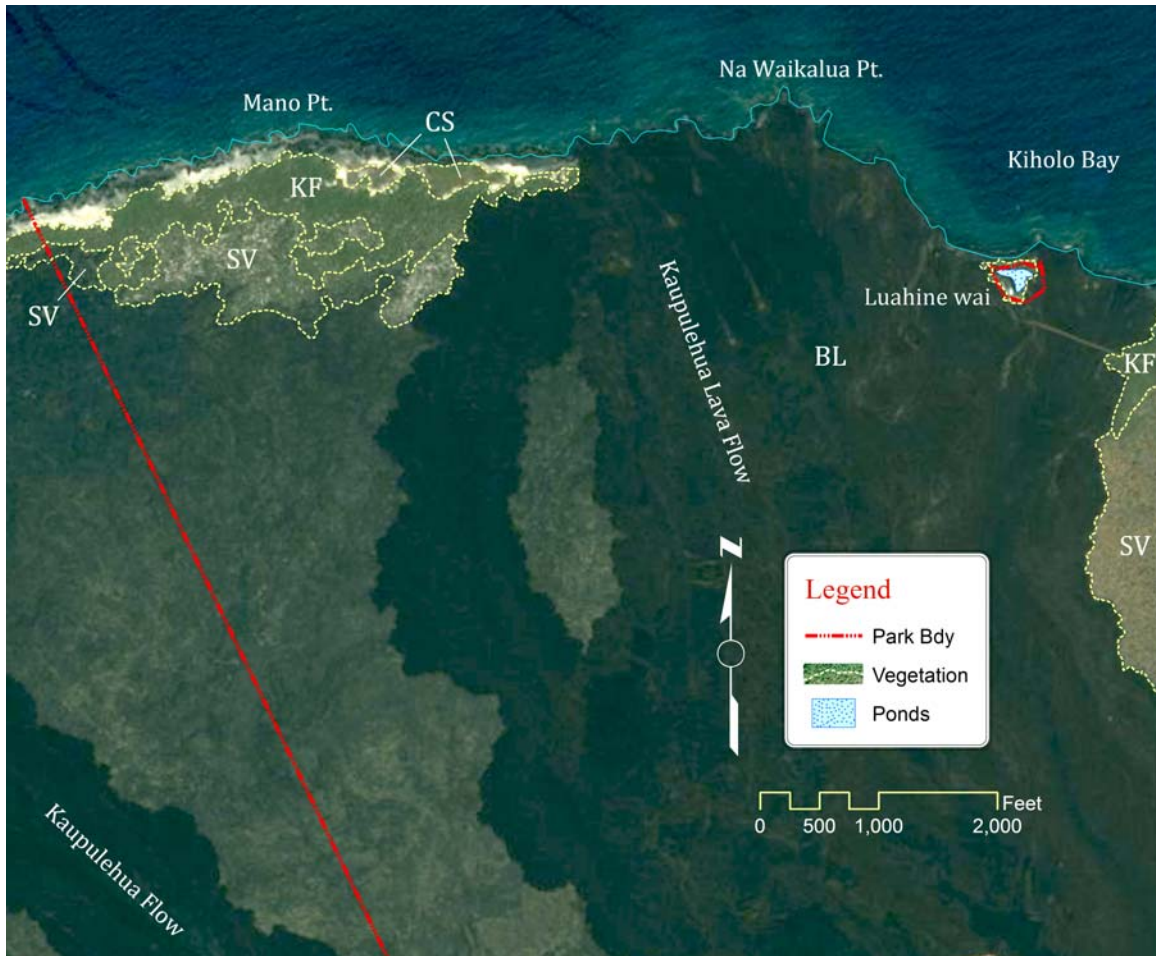 Na Waikalua Pt.
Mano Pt.
CS
Kiholo Bay
KF
SV
SV
Luahine wai
Kaupulehua Lava Flow
BL
KF
SV
N
Legend
Park Bdy
Vegetation
Ponds
Feet
0 500 1,000 2,000
Kaupulehua Flow